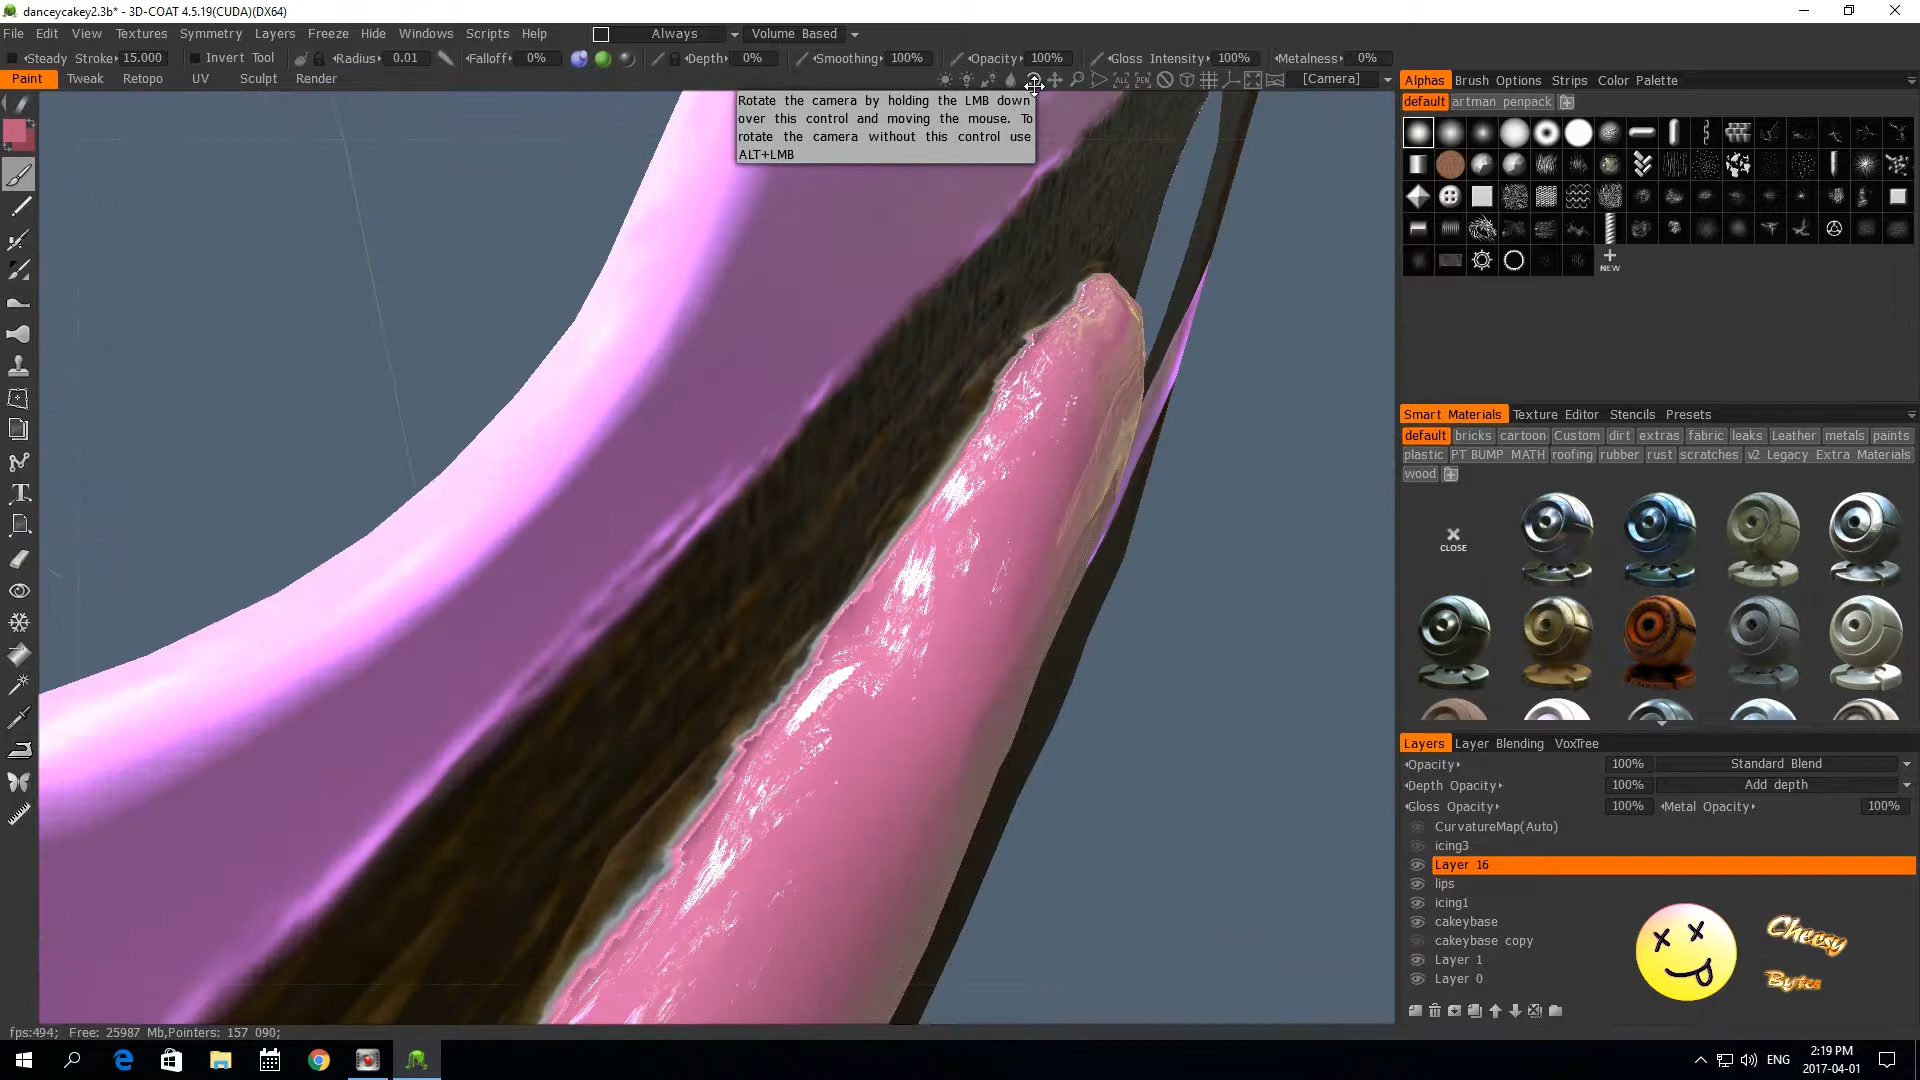 danceycakey2.3b* - 3D-COAT 4.5.19(CUDA)(DX64)
File Edit View Textures Symmetry Layers Freeze Hide Windows Scripts Help Always Volume Based
Steady Stroke 15.000 Invert Tool Radius 0.01 Falloff 0% Depth 0% Smoothing 100% Opacity 100% Gloss Intensity 100% Metalness 0%
Paint Tweak Retopo UV Sculpt Render ALL PEN [Camera] Alphas Brush Options Strips Color Palette
default artman penpack
Rotate the camera by holding the LMB down
over this control and moving the mouse. To
rotate the camera without this control use
ALT+LMB
NEW
Smart Materials Texture Editor Stencils Presets
default bricks cartoon Custom dirt extras fabric leaks Leather metals paints
plastic PT BUMP MATH roofing rubber rust scratches v2 Legacy Extra Materials
wood
CLOSE
Layers Layer Blending VoxTree
Opacity 100% Standard Blend
Depth Opacity 100% Add depth
Gloss Opacity 100% Metal Opacity 100%
CurvatureMap(Auto)
icing3
Layer 16
lips
icing1
cakeybase
cakeybase copy
Layer 1
Layer 0
Cheesy
Bytes
fps:494; Free: 25987 Mb,Pointers: 157 090;
ENG
2:19 PM
2017-04-01